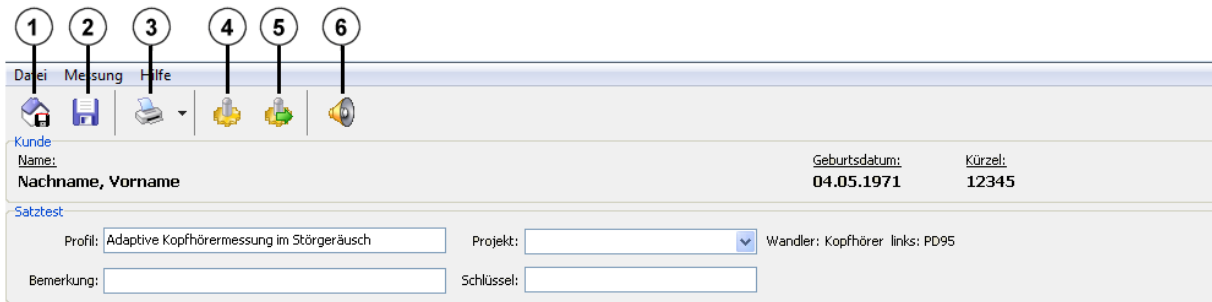 1 2 3 4 5 6
Datei Messung Hilfe
Kunde
Name: Geburtsdatum: Kürzel:
Nachname, Vorname 04.05.1971 12345
Satztest
Profil: Adaptive Kopfhörermessung im Störgeräusch Projekt: Wandler: Kopfhörer links: PD95
Bemerkung: Schlüssel: